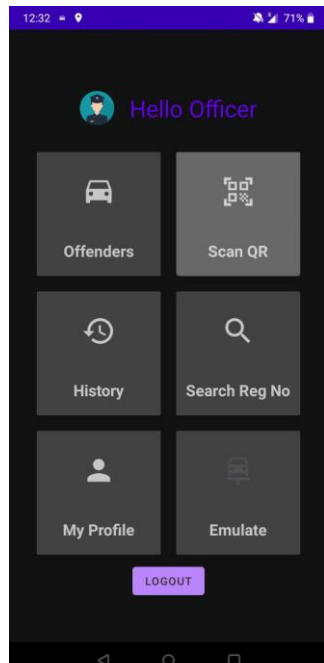 12:32 71%
Hello Officer
Offenders Scan QR
History Search Reg No
My Profile Emulate
LOGOUT